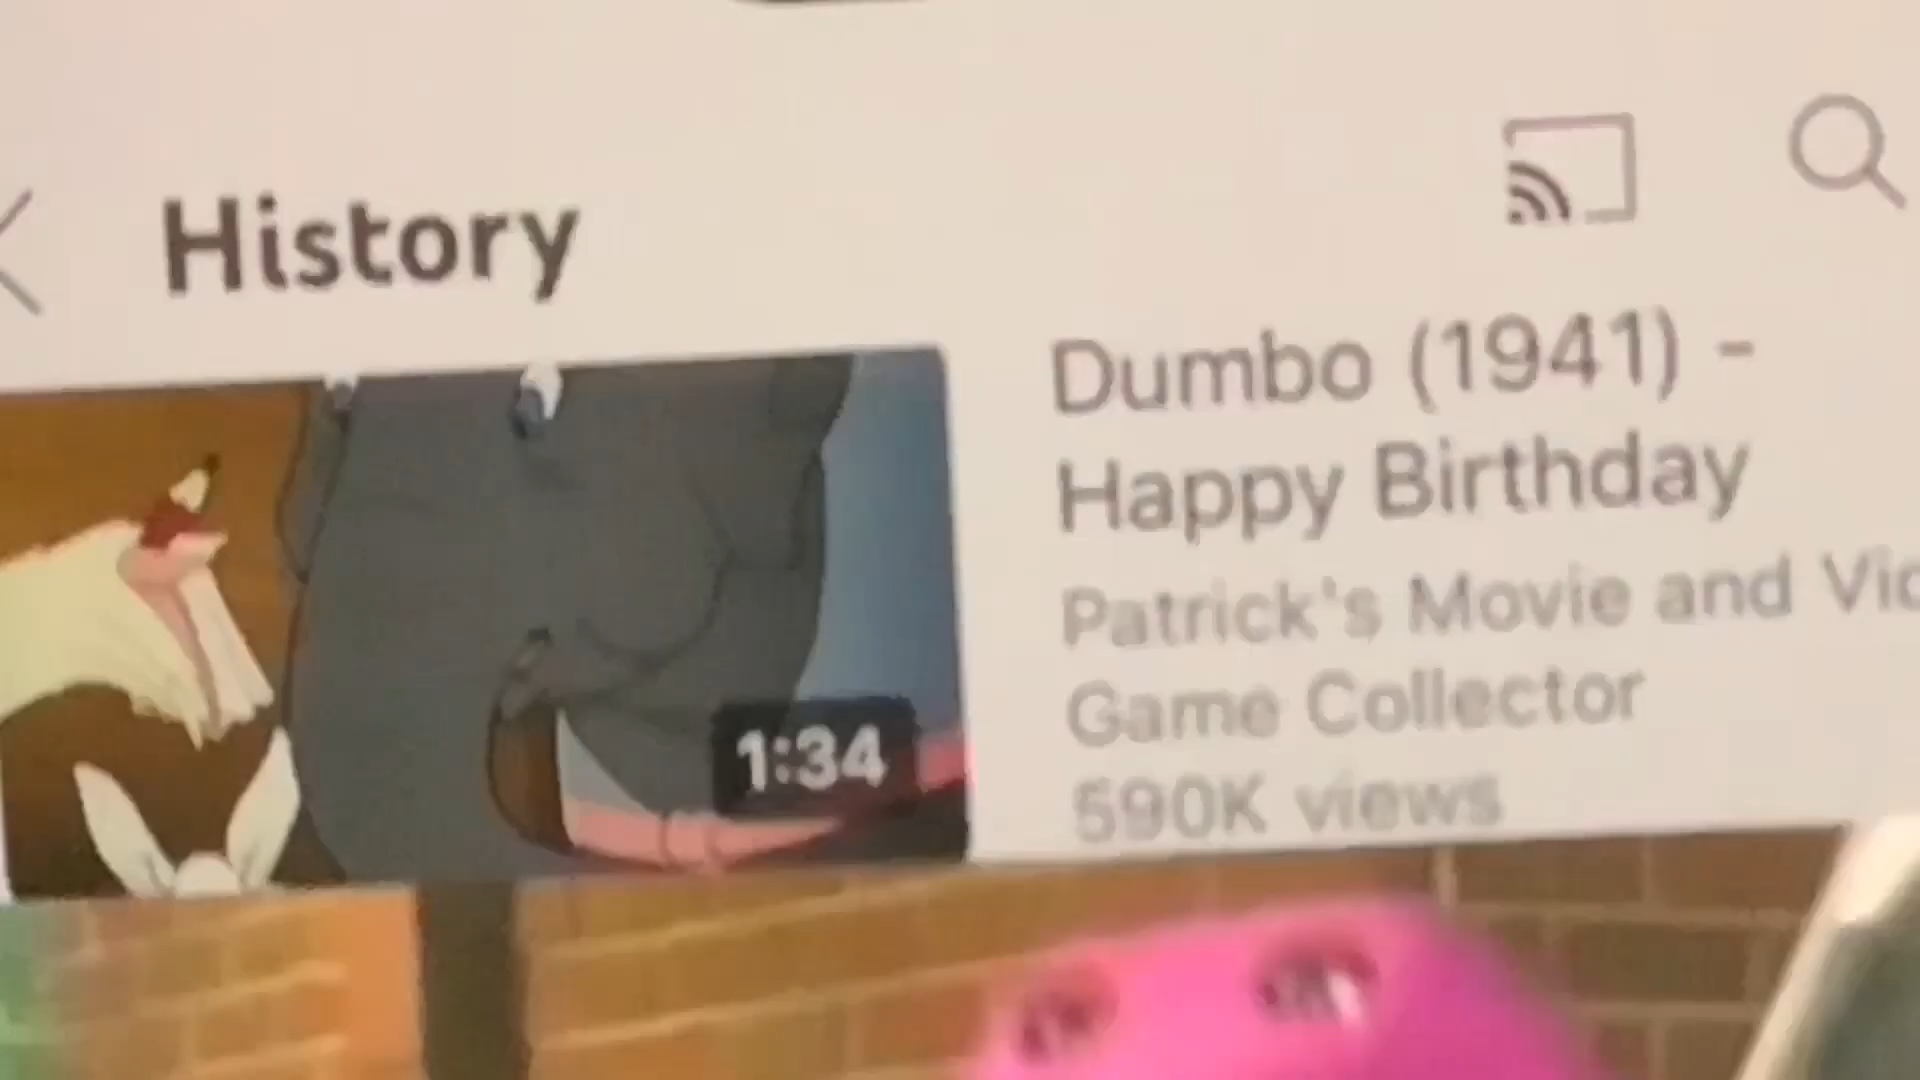 History
Dumbo (1941) -
Happy Birthday
Patrick's Movie and
Game Collector
590K views
1:34